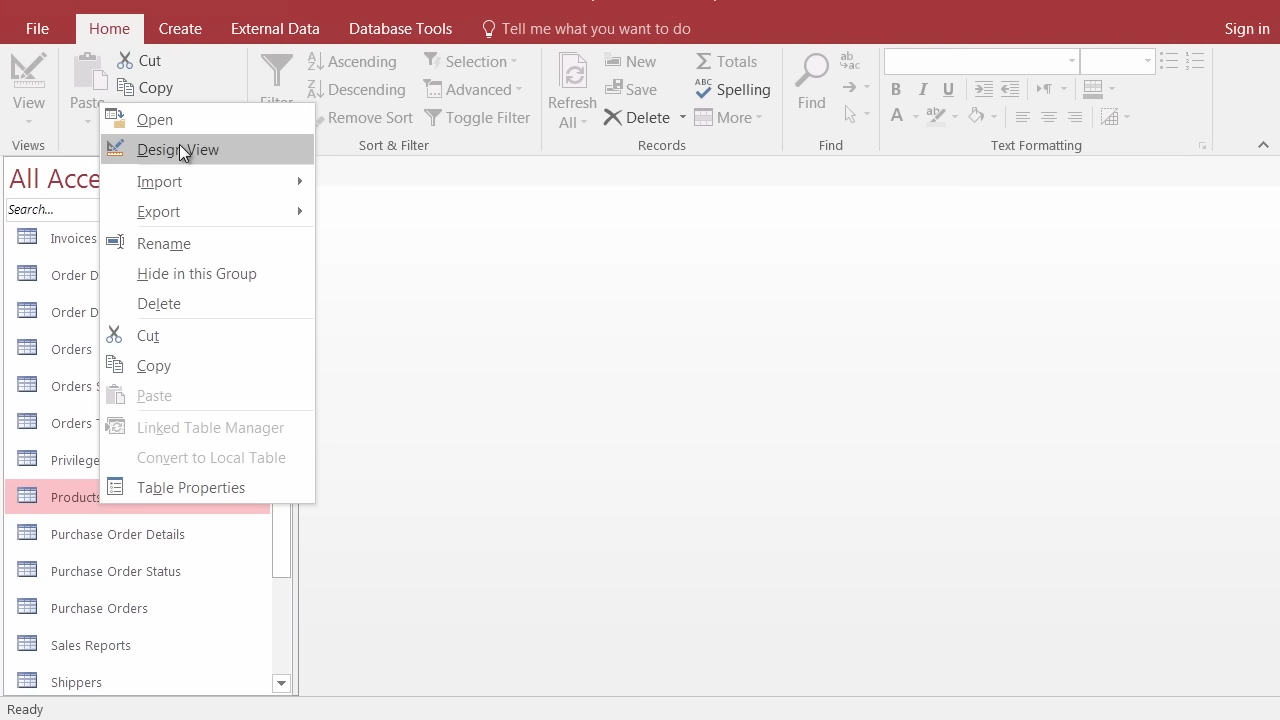 File Home Create External Data Database Tools Tell me what you want to do Sign in
View
Views
Paste
Cut
Copy
Filter
Ascending
Descending
Remove Sort
Selection
Advanced
Toggle Filter
Sort & Filter
Refresh
All
New
Save
Delete
Totals
Spelling
More
Records
Find
Find
B I U
A
Text Formatting
All Acce
Search...
Invoices
Order D
Order D
Orders
Orders S
Orders T
Privilege
Products
Purchase Order Details
Purchase Order Status
Purchase Orders
Sales Reports
Shippers
Open
Design View
Import
Export
Rename
Hide in this Group
Delete
Cut
Copy
Paste
Linked Table Manager
Convert to Local Table
Table Properties
Ready